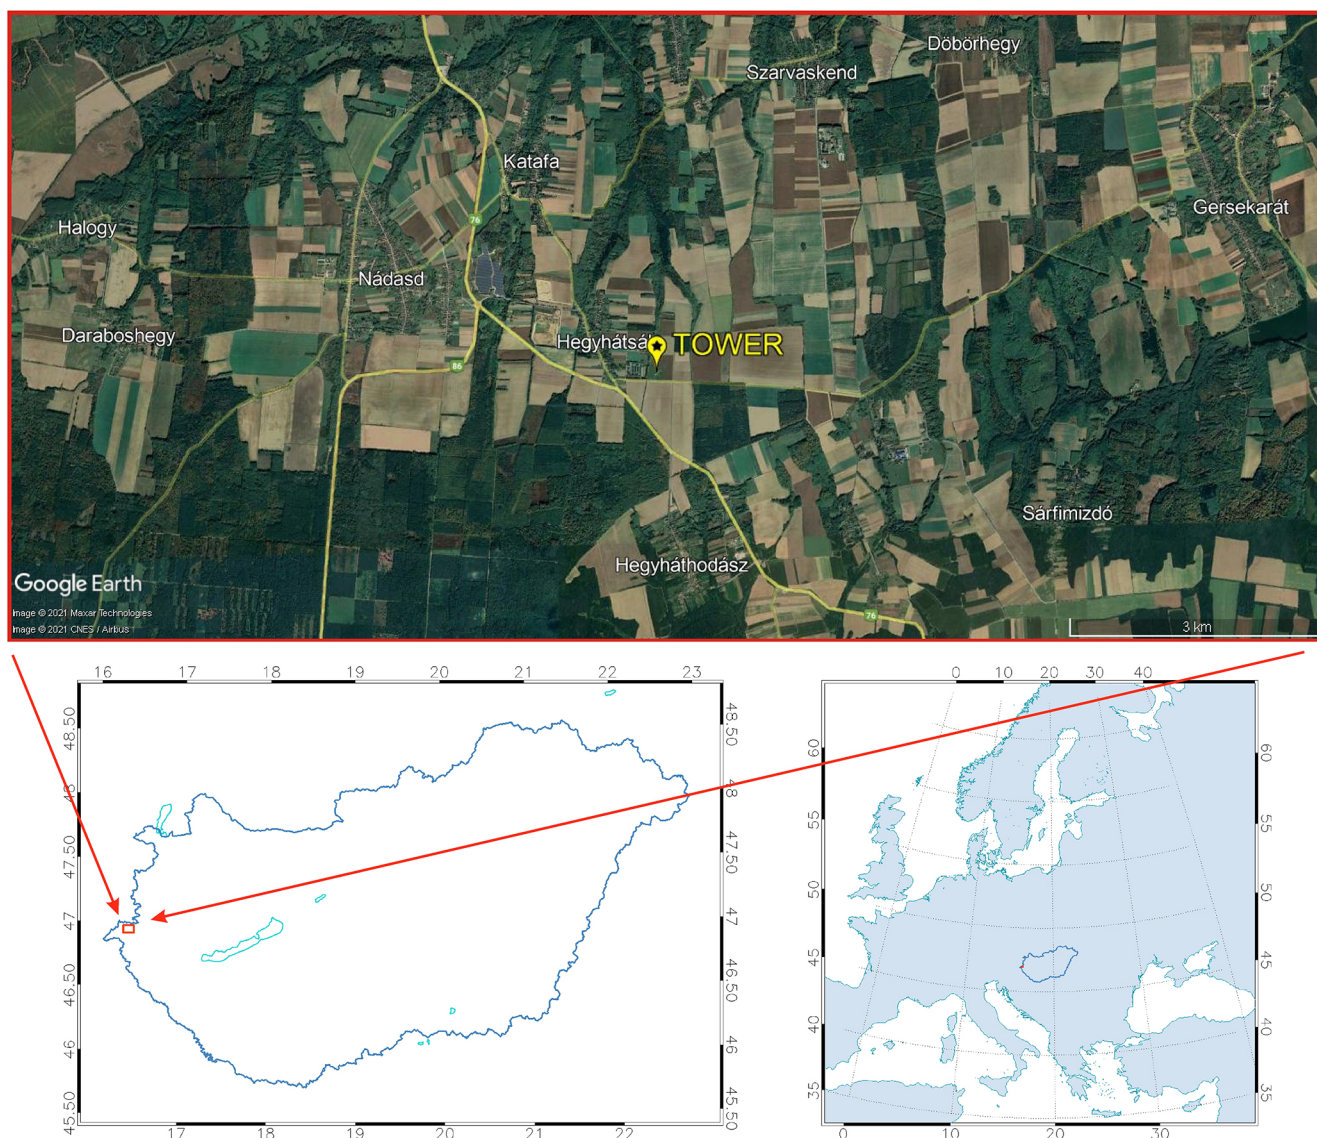 Döbörhegy
Szarvaskend
Katafa
Gersekarát
76
Halogy
Nádasd
Daraboshegy
Hegyhátsá
TOWER
86
Sárfimizdó
Hegyháthodász
Google Earth
Image © 2021 Maxar Technologies
Image © 2021 CNES / Airbus
76
3 km
16 17 18 19 20 21 22 23
48.50 48 47.50 47 46.50 46 45.50
48.50 48 47.50 47 46.50 46 45.50
17 18 19 20 21 22
0 10 20 30 40
60 55 50 45 40 35
60 55 50 45 40 35
0 10 20 30